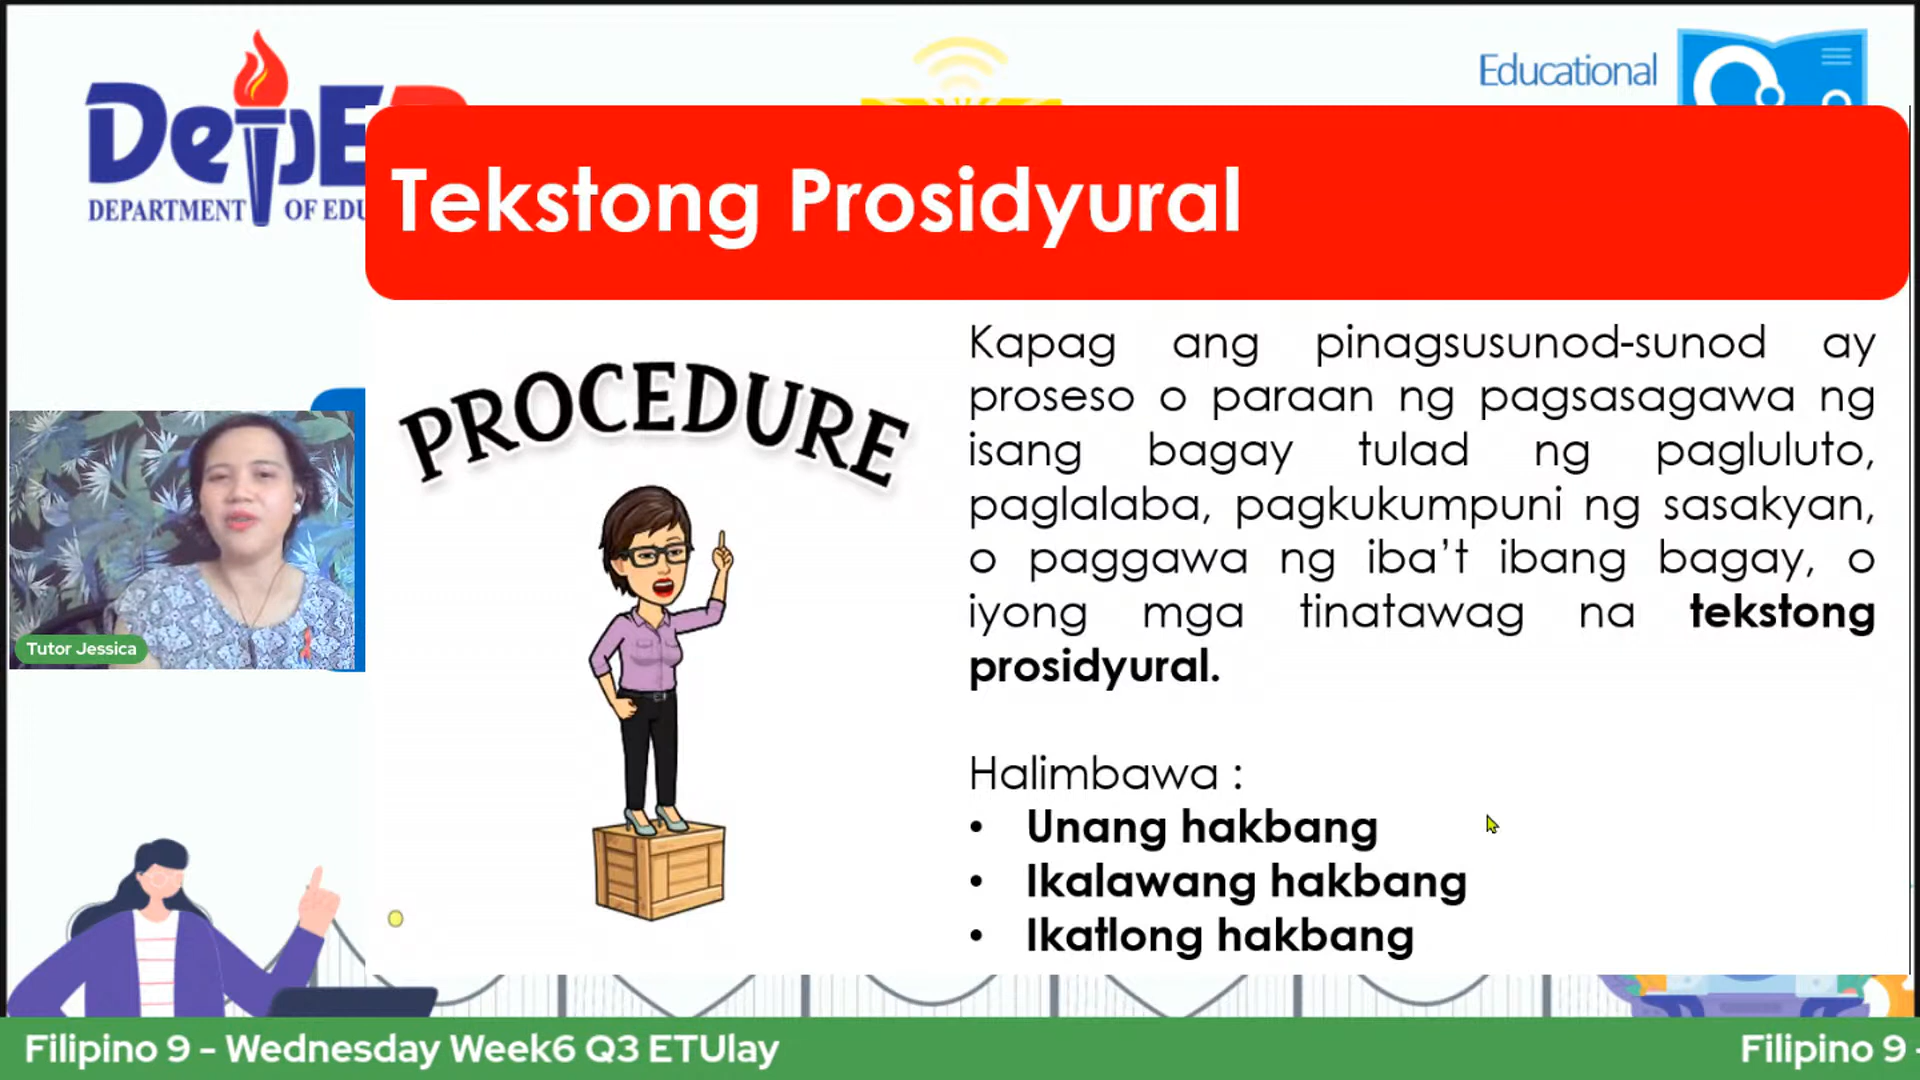 DepE
DEPARTMENT OF EDU
Educational
Tekstong Prosidyural
PROCEDURE
Kapag ang pinagsusunod-sunod ay
proseso o paraan ng pagsasagawa ng
isang bagay tulad ng pagluluto,
paglalaba, pagkukumpuni ng sasakyan,
o paggawa ng iba't ibang bagay, o
iyong mga tinatawag na tekstong
prosidyural.
Halimbawa :
• Unang hakbang
• Ikalawang hakbang
• Ikatlong hakbang
Tutor Jessica
Filipino 9 - Wednesday Week6 Q3 ETUlay
Filipino 9 -